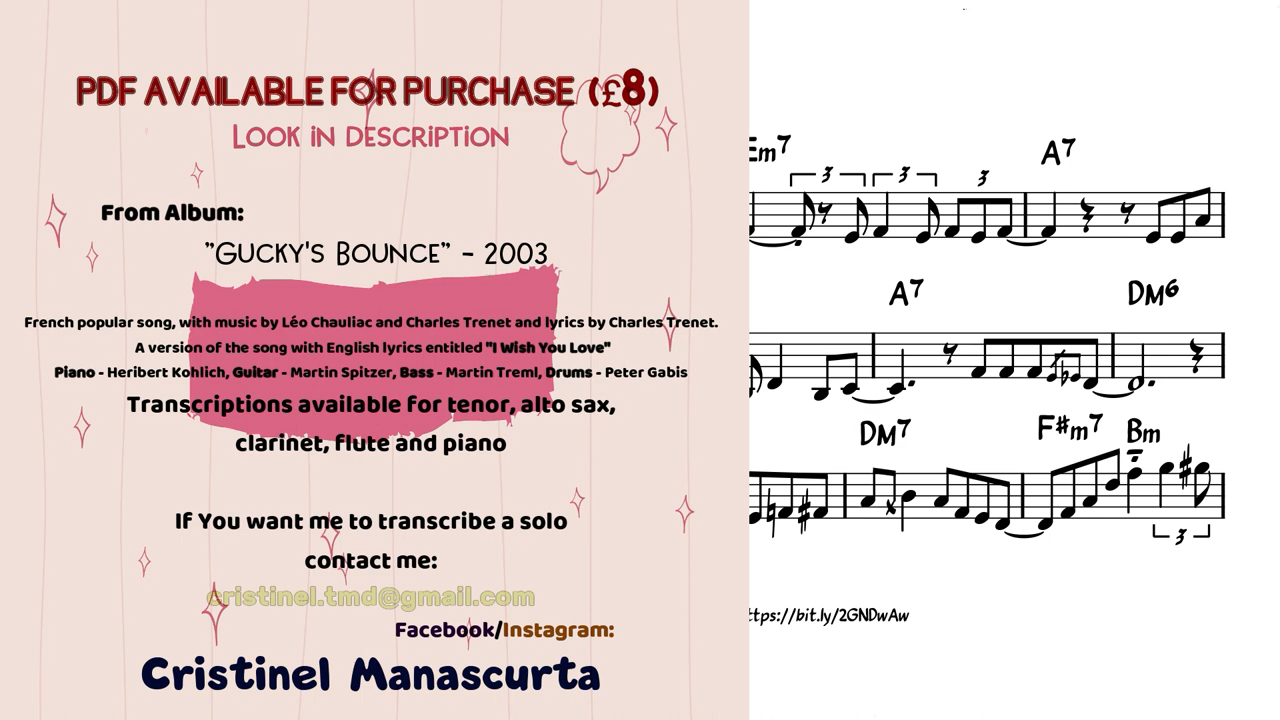 PDF AVAILABLE FOR PURCHASE (£8)
LOOK IN DESCRIPTION
From Album:
"GUCKY'S BOUNCE" - 2003
French popular song, with music by Léo Chauliac and Charles Trenet and lyrics by Charles Trenet.
A version of the song with English lyrics entitled "I Wish You Love"
Piano - Heribert Kohlich, Guitar - Martin Spitzer, Bass - Martin Treml, Drums - Peter Gabis
Transcriptions available for tenor, alto sax,
clarinet, flute and piano
If You want me to transcribe a solo
contact me:
cristinel.tmd@gmail.com
Facebook/Instagram:
Cristinel Manascurta
Em7 A7
3 3 3
A7 DM6
DM7 F#m7 Bm
3
ttps://bit.ly/2GNDwAw